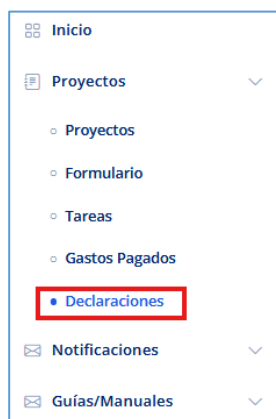 Inicio
Proyectos
Proyectos
Formulario
Tareas
Gastos Pagados
Declaraciones
Notificaciones
Guías/Manuales